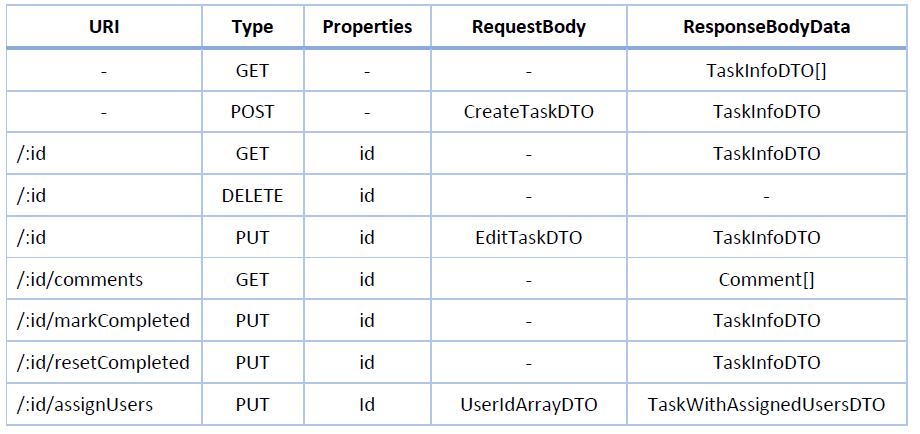 URI Type Properties RequestBody ResponseBodyData
- GET - - TaskInfoDTO[]
- POST - CreateTaskDTO TaskInfoDTO
/:id GET id - TaskInfoDTO
/:id DELETE id - -
/:id PUT id EditTaskDTO TaskInfoDTO
/:id/comments GET id - Comment[]
/:id/markCompleted PUT id - TaskInfoDTO
/:id/resetCompleted PUT id - TaskInfoDTO
/:id/assignUsers PUT Id UserIdArrayDTO TaskWithAssignedUsersDTO